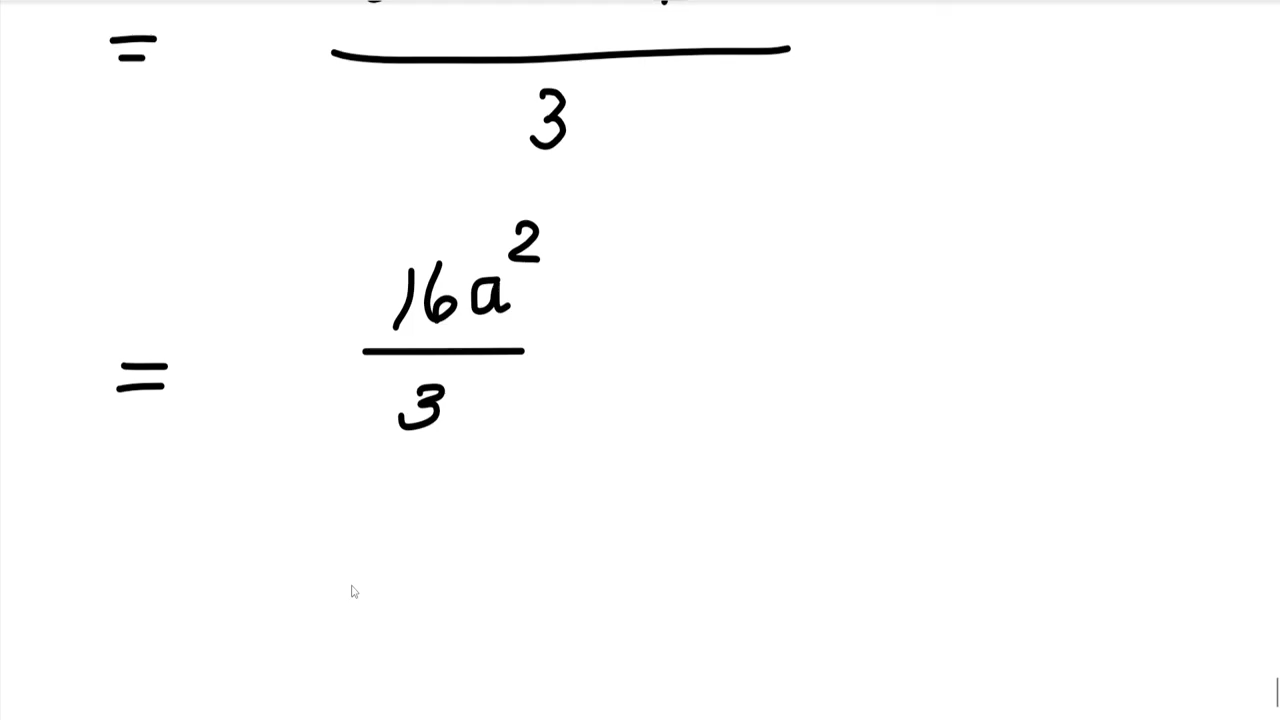 = ――― / 3
= 16a² / 3